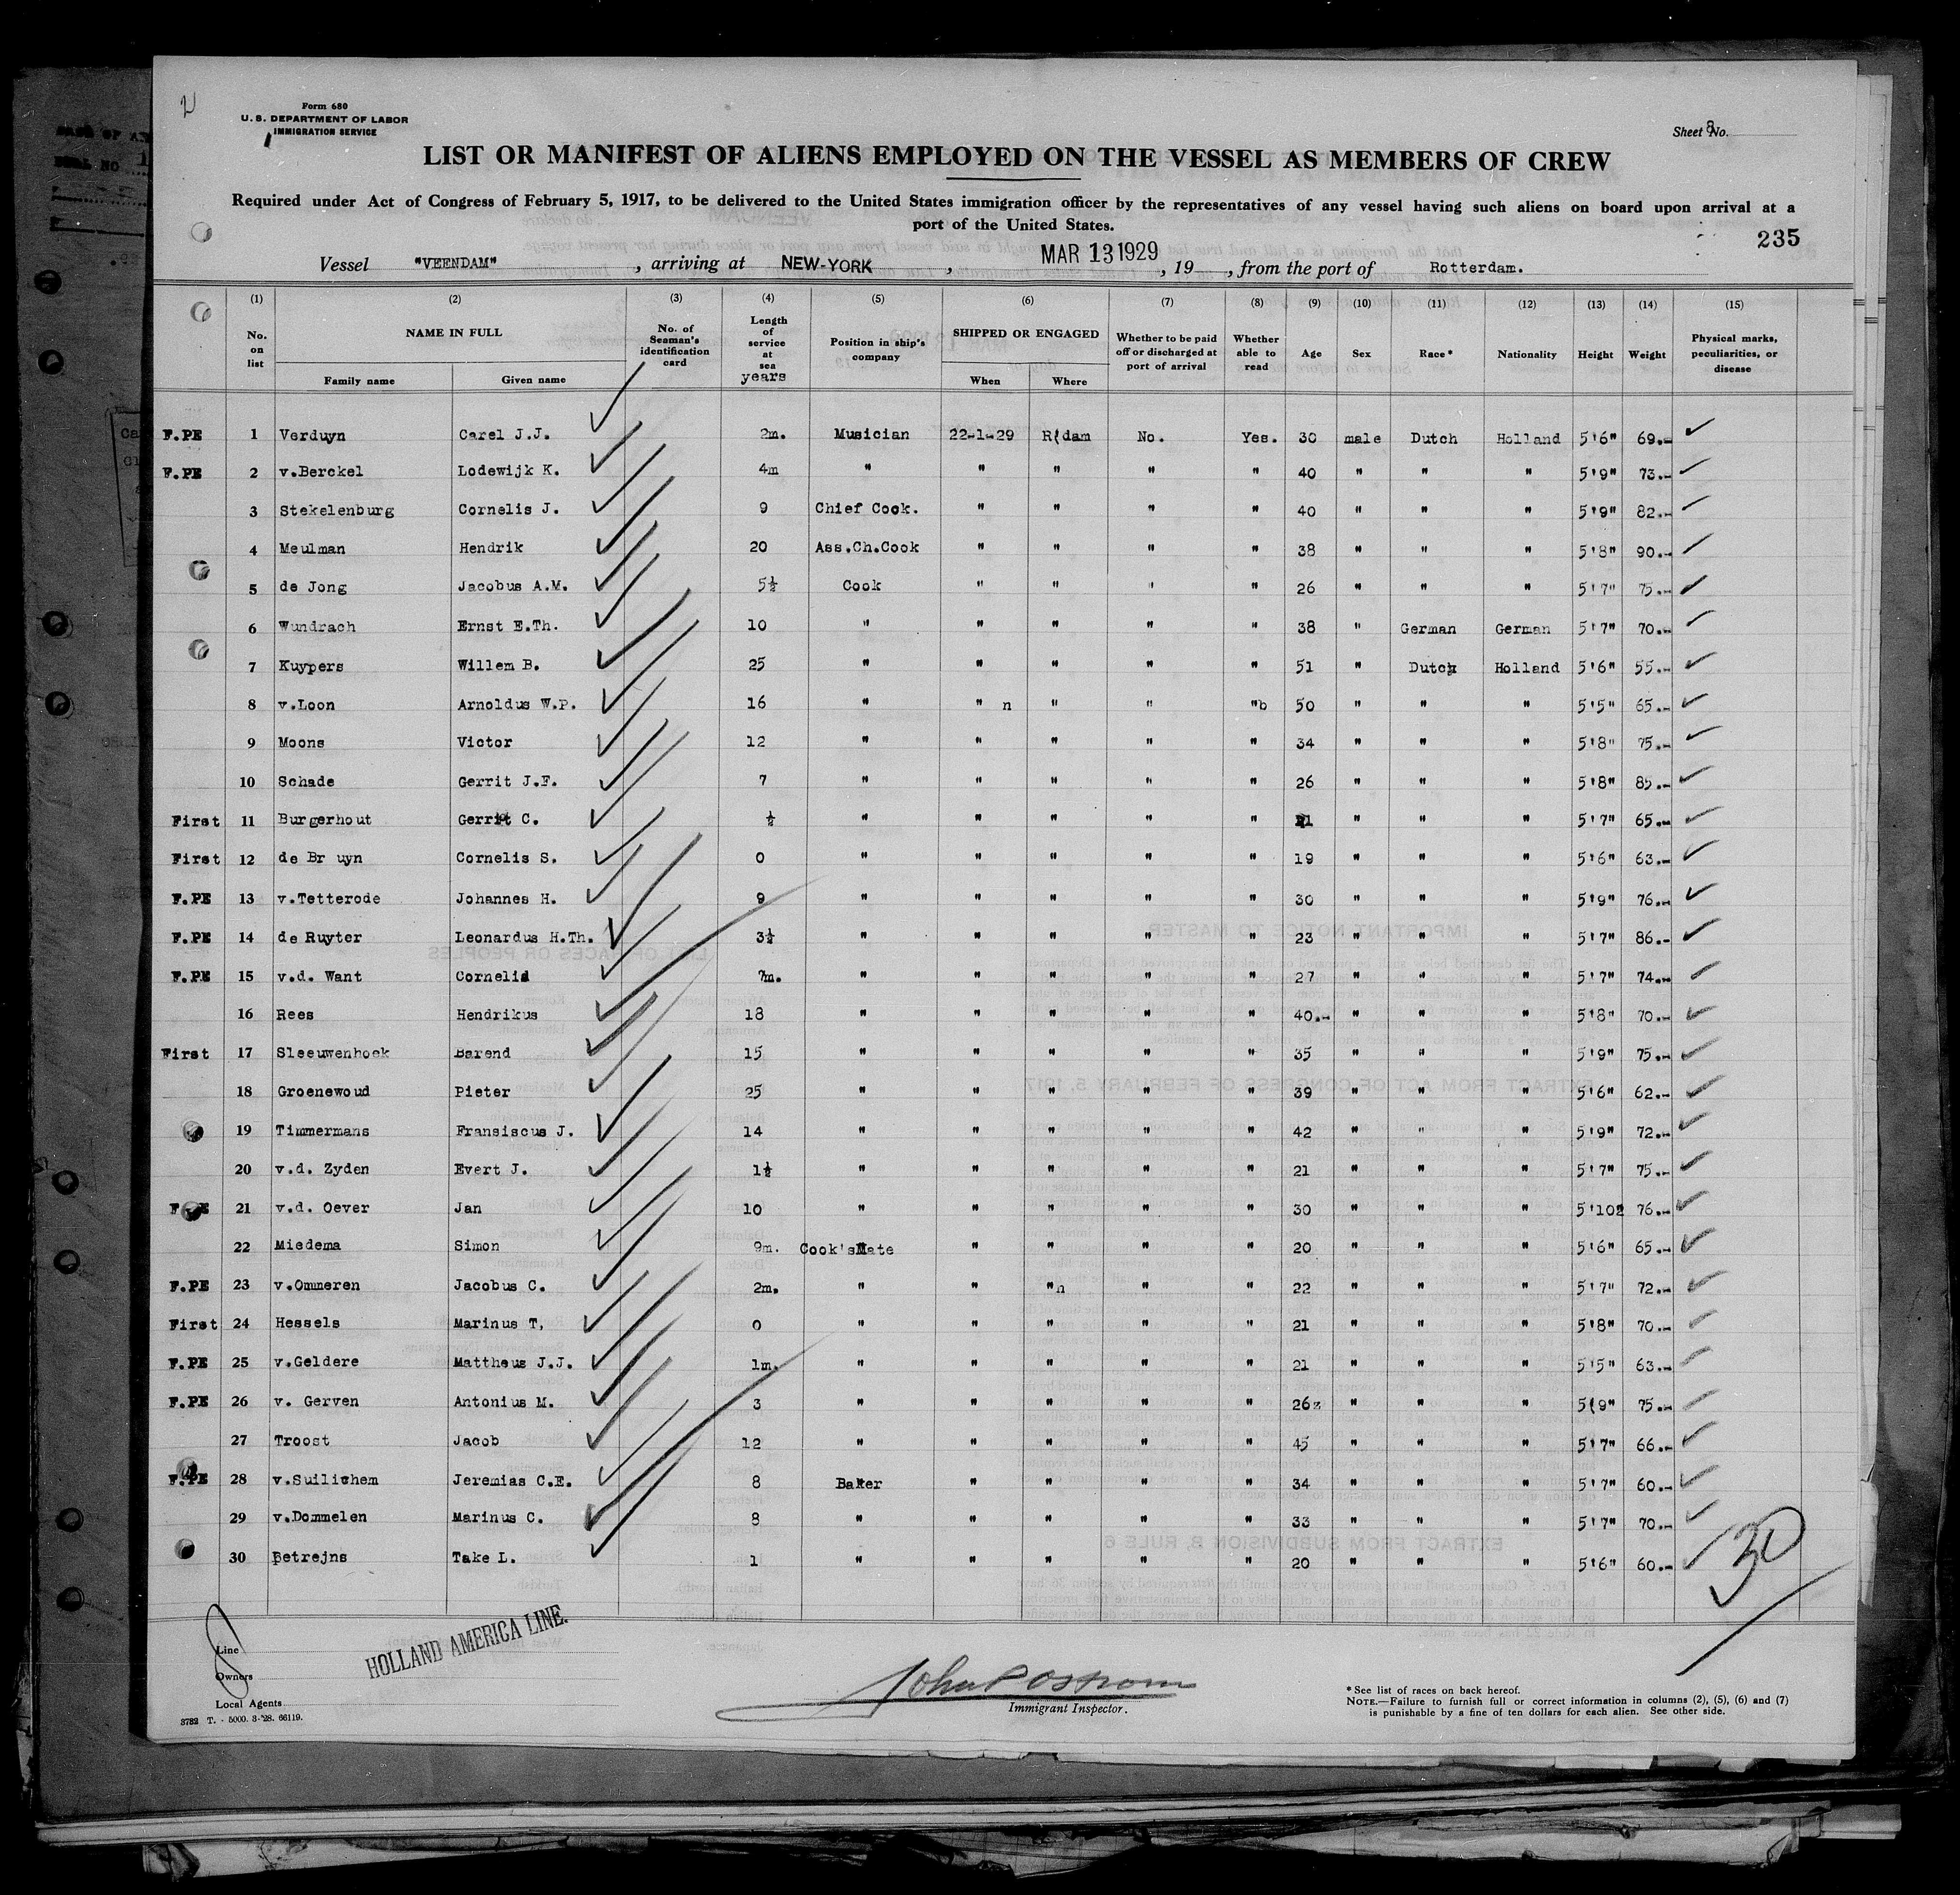 Form 680
U. S. DEPARTMENT OF LABOR
IMMIGRATION SERVICE
Sheet No. 8
LIST OR MANIFEST OF ALIENS EMPLOYED ON THE VESSEL AS MEMBERS OF CREW
Required under Act of Congress of February 5, 1917, to be delivered to the United States immigration officer by the representatives of any vessel having such aliens on board upon arrival at a
port of the United States.
235
Vessel "VEENDAM", arriving at NEW-YORK, MAR 13 1929, 19 , from the port of Rotterdam.
(1) (2) (3) (4) (5) (6) (7) (8) (9) (10) (11) (12) (13) (14) (15)
No. on list NAME IN FULL Family name Given name No. of Seaman's identification card Length of service at sea years Position in ship's company SHIPPED OR ENGAGED When Where Whether to be paid off or discharged at port of arrival Whether able to read Age Sex Race* Nationality Height Weight Physical marks, peculiarities, or disease
F.PE 1 Verduyn Carel J.J. 2m. Musician 22-1-29 R(dam No. Yes. 30 male Dutch Holland 5'6" 69.-
F.PE 2 v.Berckel Lodewijk K. 4m " " " " " 40 " " " 5'9" 73.-
3 Stekelenburg Cornelis J. 9 Chief Cook. " " " " 40 " " " 5'9" 82.-
4 Meulman Hendrik 20 Ass.Ch.Cook " " " " 38 " " " 5'8" 90.-
5 de Jong Jacobus A.M. 5½ Cook " " " " 26 " " " 5'7" 75.-
6 Wundrach Ernst E.Th. 10 " " " " " 38 " German German 5'7" 70.-
7 Kuypers Willem B. 25 " " " " " 51 " Dutch Holland 5'6" 55.-
8 v.Loon Arnoldus W.P. 16 " " n " " "b 50 " " " 5'5" 65.-
9 Moons Victor 12 " " " " " 34 " " " 5'8" 75.-
10 Schade Gerrit J.F. 7 " " " " " 26 " " " 5'8" 85.-
First 11 Burgerhout Gerrit C. ½ " " " " " 21 " " " 5'7" 65.-
First 12 de Br uyn Cornelis S. 0 " " " " " 19 " " " 5'6" 63.-
F.PE 13 v.Tetterode Johannes H. 9 " " " " " 30 " " " 5'9" 76.-
F.PE 14 de Ruyter Leonardus H.Th. 3½ " " " " " 23 " " " 5'7" 86.-
F.PE 15 v.d. Want Cornelis 7m. " " " " " 27 " " " 5'7" 74.-
16 Rees Hendrikus 18 " " " " " 40.- " " " 5'8" 70.-
First 17 Sleeuwenhoek Barend 15 " " " " " 35 " " " 5'9" 75.-
18 Groenewoud Pieter 25 " " " " " 39 " " " 5'6" 62.-
19 Timmermans Fransiscus J. 14 " " " " " 42 " " " 5'9" 72.-
20 v.d. Zyden Evert J. 1½ " " " " " 21 " " " 5'7" 75.-
F.PE 21 v.d. Oever Jan 10 " " " " " 30 " " " 5'102 76.-
22 Miedema Simon 9m. Cook'sMate " " " " 20 " " " 5'6" 65.-
F.PE 23 v.Ommeren Jacobus C. 2m. " " "n " " 22 " " " 5'7" 72.-
First 24 Hessels Marinus T, 0 " " " " " 21 " " " 5'8" 70.-
F.PE 25 v.Geldere Mattheus J.J. 1m. " " " " " 21 " " " 5'5" 63.-
F.PE 26 v. Gerven Antonius M. 3 " " " " " 26 " " " 5(9" 75.-
27 Troost Jacob 12 " " " " " 45 " " " 5'7" 66.-
F.PE 28 v.Suilichem Jeremias C.E. 8 Baker " " " " 34 " " " 5'7" 60.-
29 v.Dommelen Marinus C. 8 " " " " " 33 " " " 5'7" 70.-
30 Betrejns Take L. 1 " " " " " 20 " " " 5'6" 60.-
30
Line
HOLLAND AMERICA LINE.
Owners
Local Agents
3782 T. - 5000. 3-'28. 66119.
John P Ostrom
Immigrant Inspector.
* See list of races on back hereof.
NOTE.—Failure to furnish full or correct information in columns (2), (5), (6) and (7)
is punishable by a fine of ten dollars for each alien. See other side.